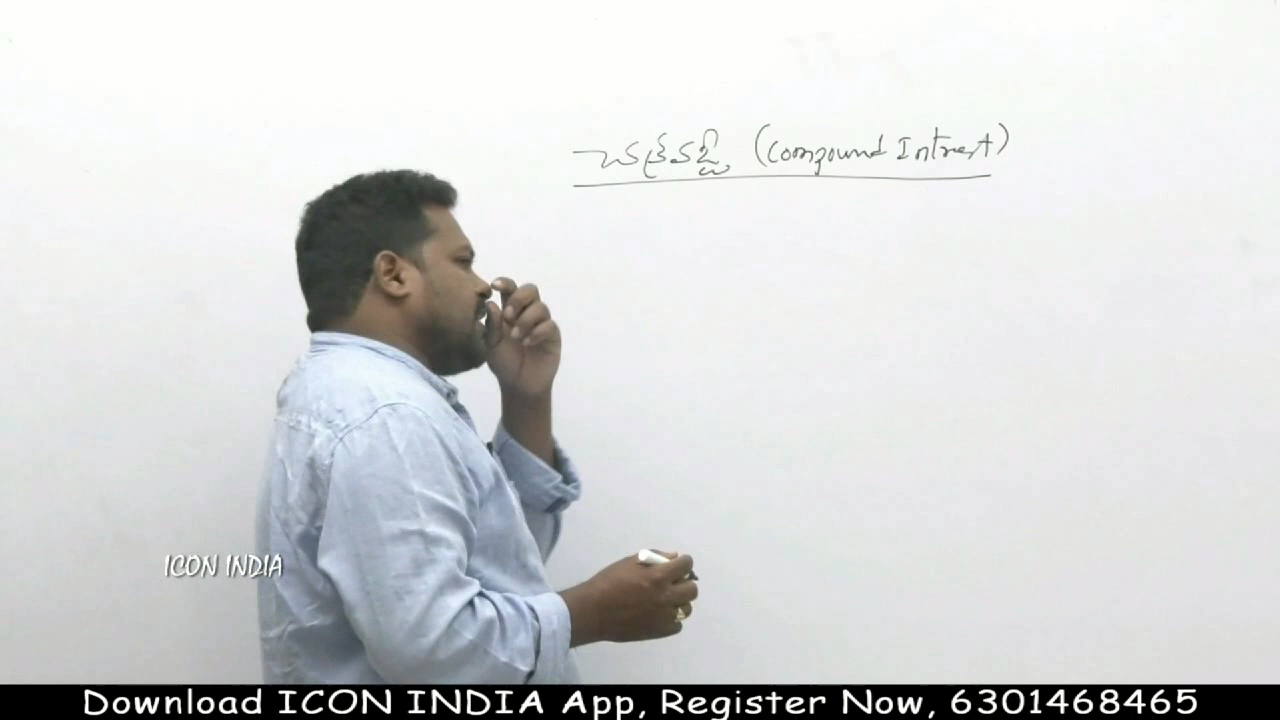 చక్రవడ్డి (Compound Intrest)
ICON INDIA
Download ICON INDIA App, Register Now, 6301468465